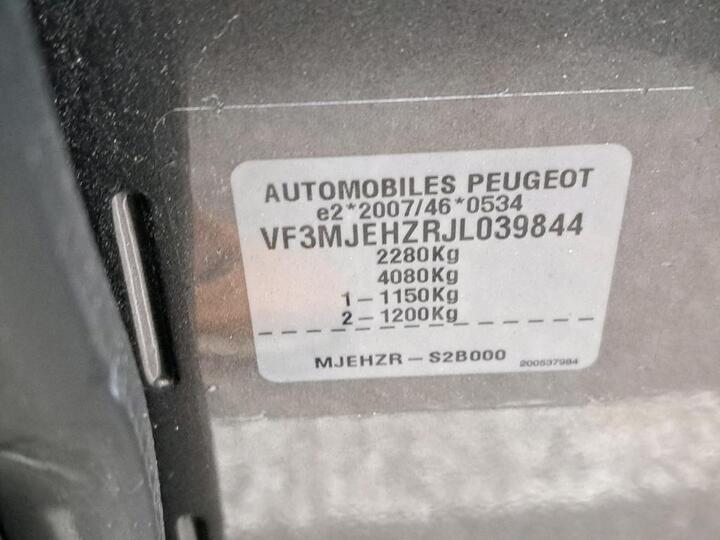 AUTOMOBILES PEUGEOT
e2*2007/46*0534
VF3MJEHZRJL039844
2280Kg
4080Kg
1-1150Kg
2-1200Kg
MJEHZR-S2B000 200537984